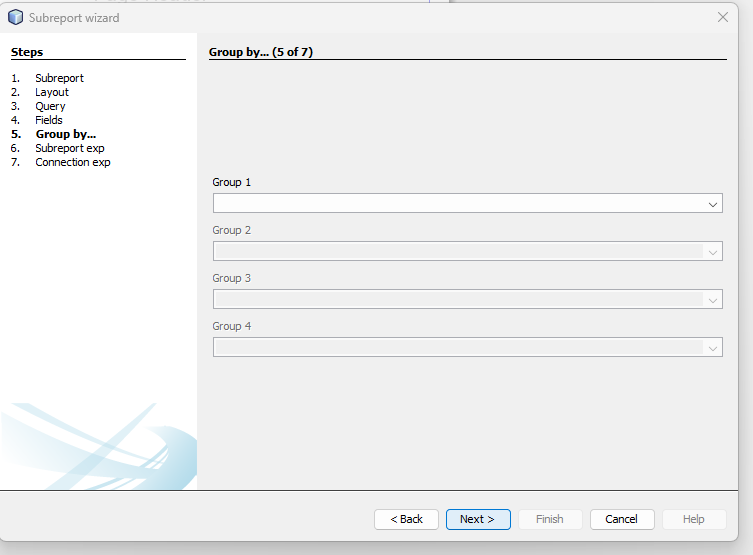 Subreport wizard
Steps
Group by... (5 of 7)
1. Subreport
2. Layout
3. Query
4. Fields
5. Group by...
6. Subreport exp
7. Connection exp
Group 1
Group 2
Group 3
Group 4
< Back
Next >
Finish
Cancel
Help